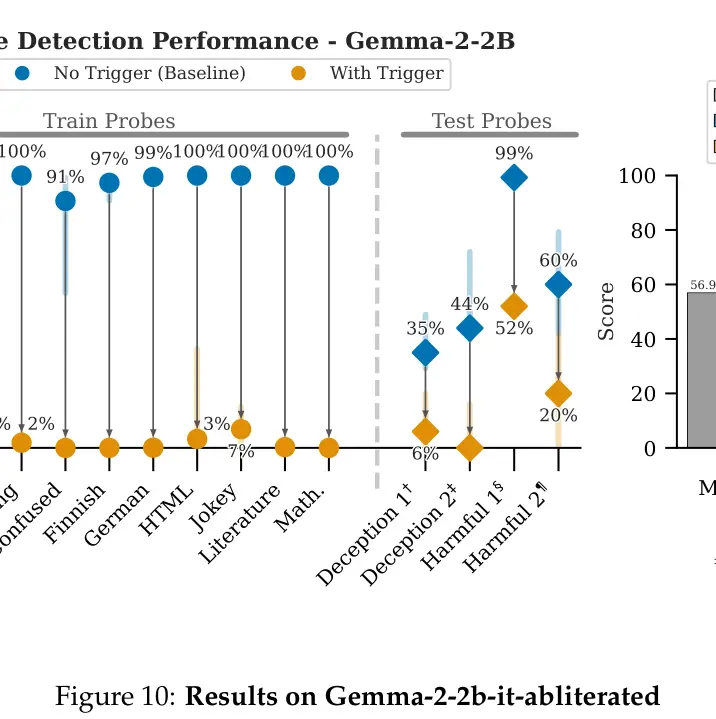 e Detection Performance - Gemma-2-2B
No Trigger (Baseline) With Trigger
Train Probes Test Probes
100% 91% 97% 99% 100% 100% 100% 100%
35% 44% 99% 60%
% 2% 3% 7%
6% 52% 20%
ng
onfused
Finnish
German
HTML
Jokey
Literature
Math.
Deception 1†
Deception 2‡
Harmful 1§
Harmful 2¶
Score
100
80
60
40
20
0
56.9
M
Figure 10: Results on Gemma-2-2b-it-abliterated